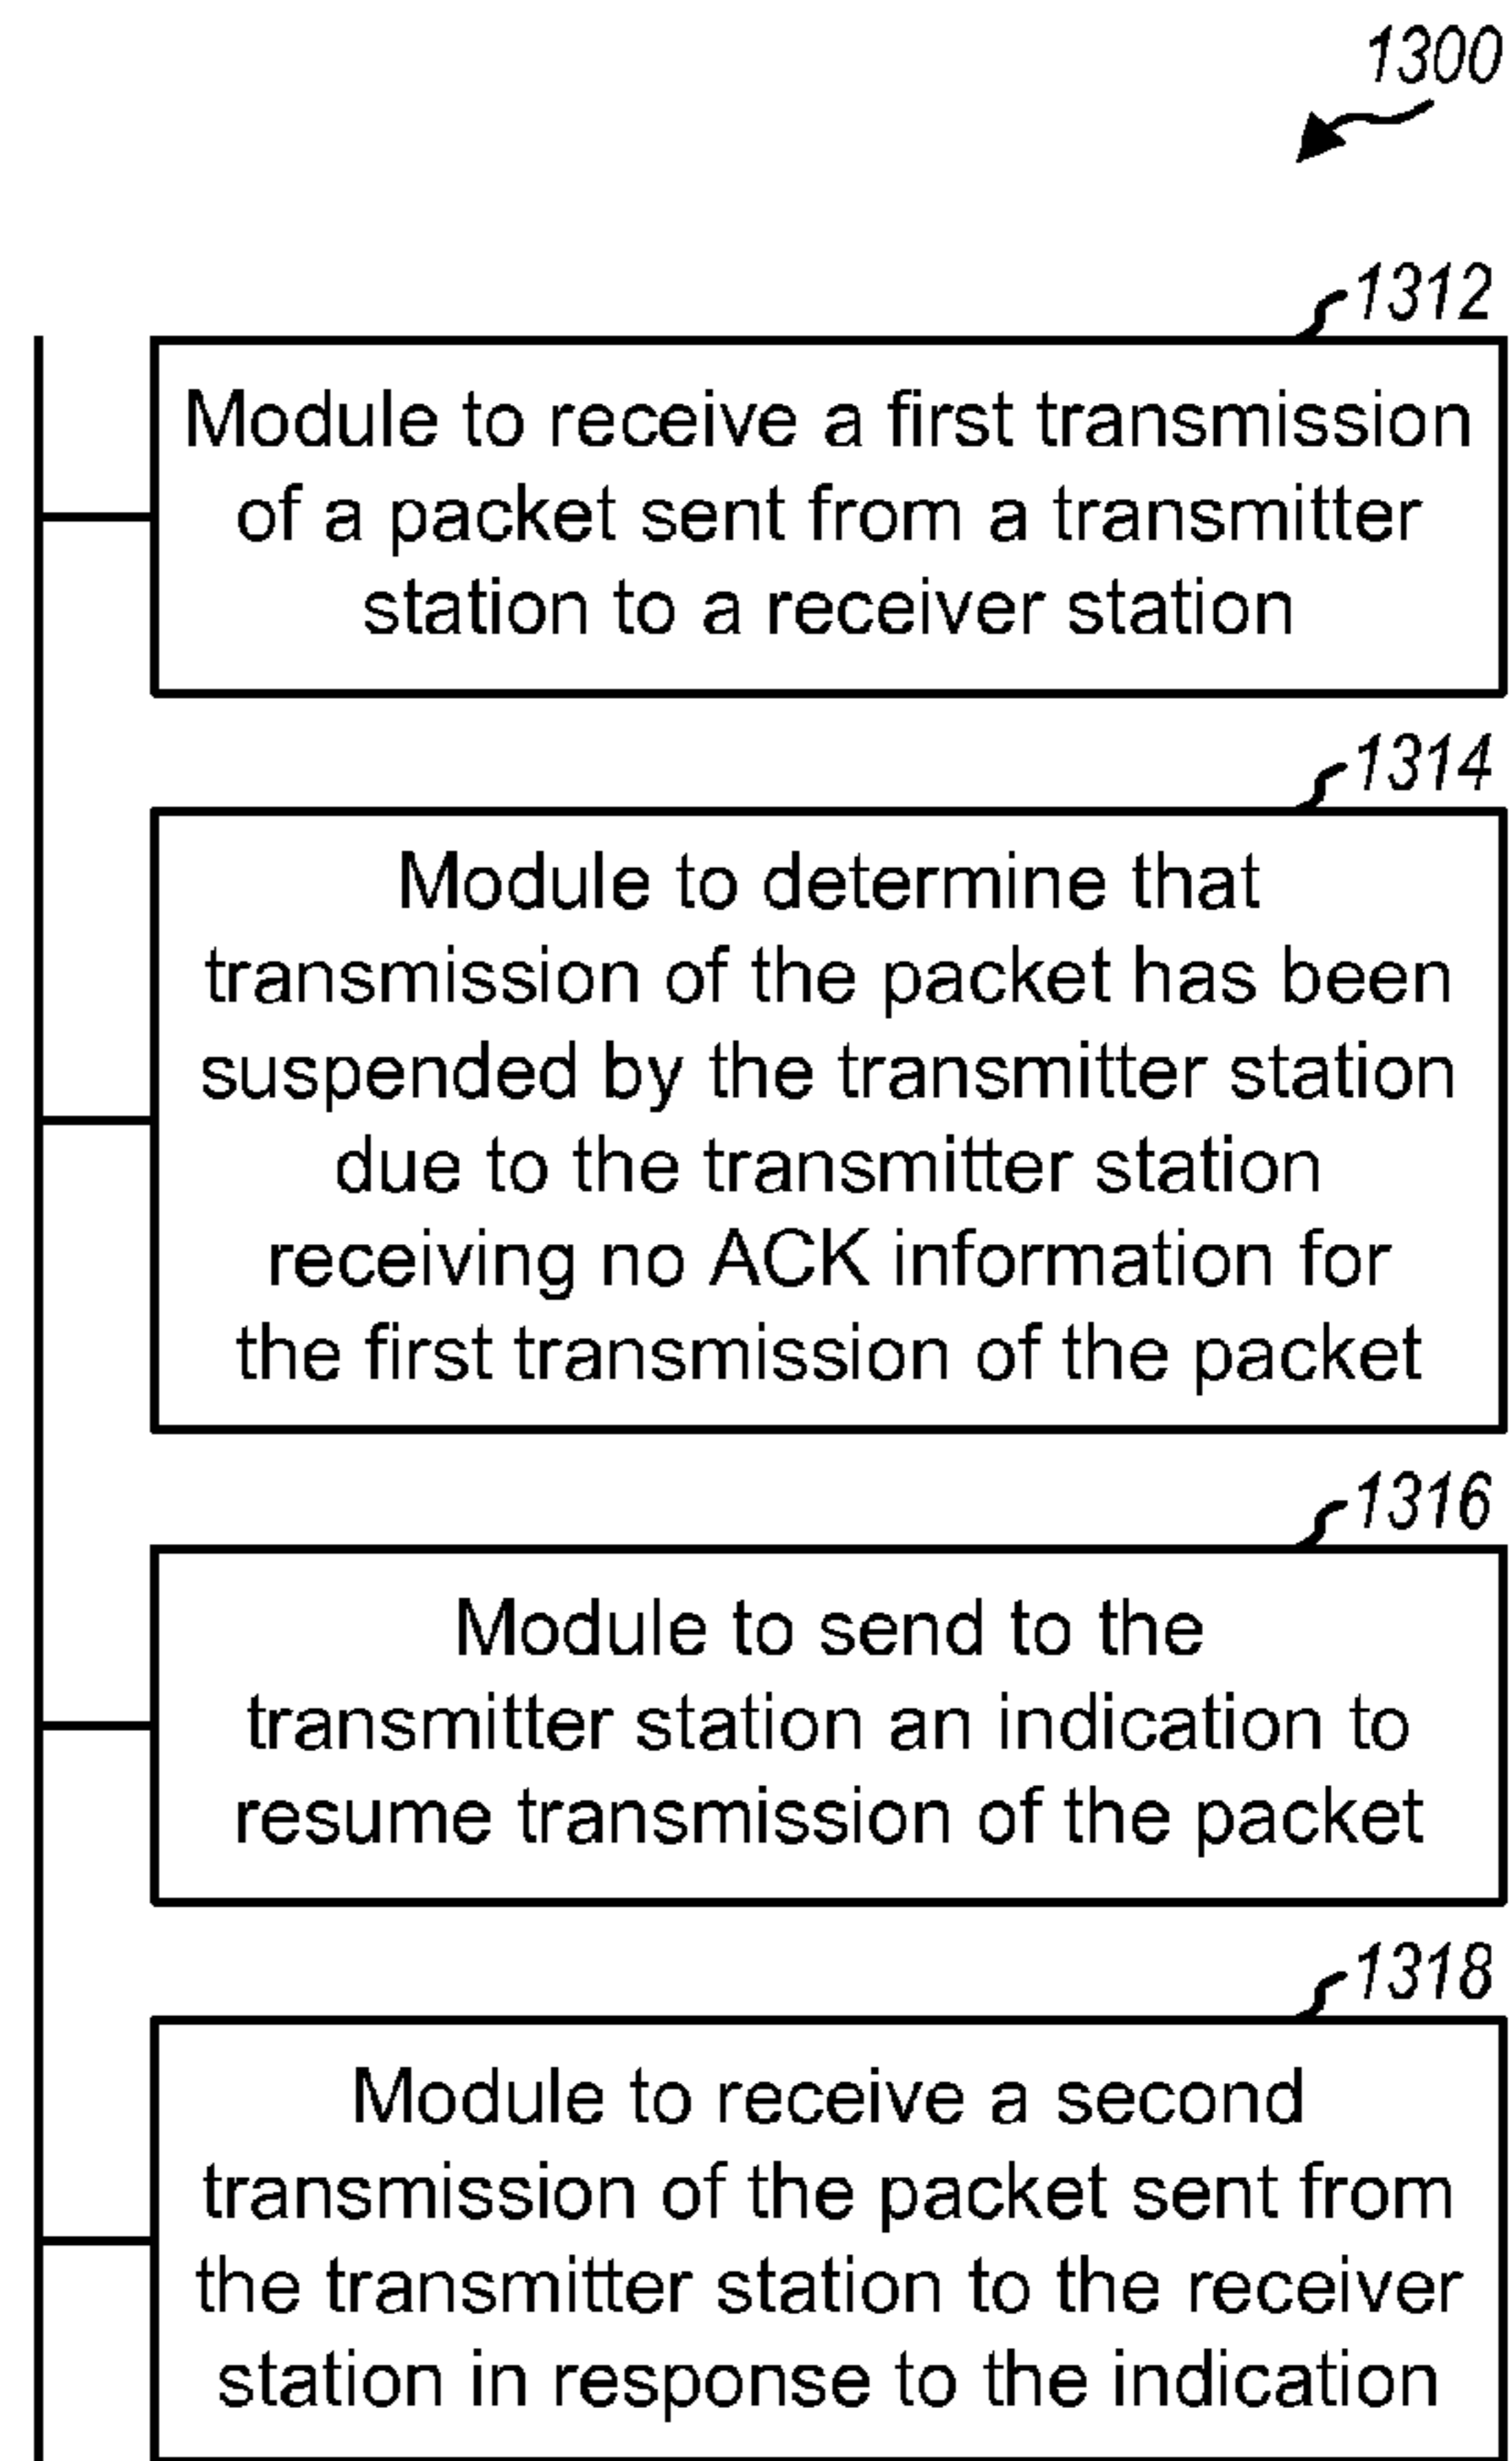 1300
1312
Module to receive a first transmission
of a packet sent from a transmitter
station to a receiver station
1314
Module to determine that
transmission of the packet has been
suspended by the transmitter station
due to the transmitter station
receiving no ACK information for
the first transmission of the packet
1316
Module to send to the
transmitter station an indication to
resume transmission of the packet
1318
Module to receive a second
transmission of the packet sent from
the transmitter station to the receiver
station in response to the indication